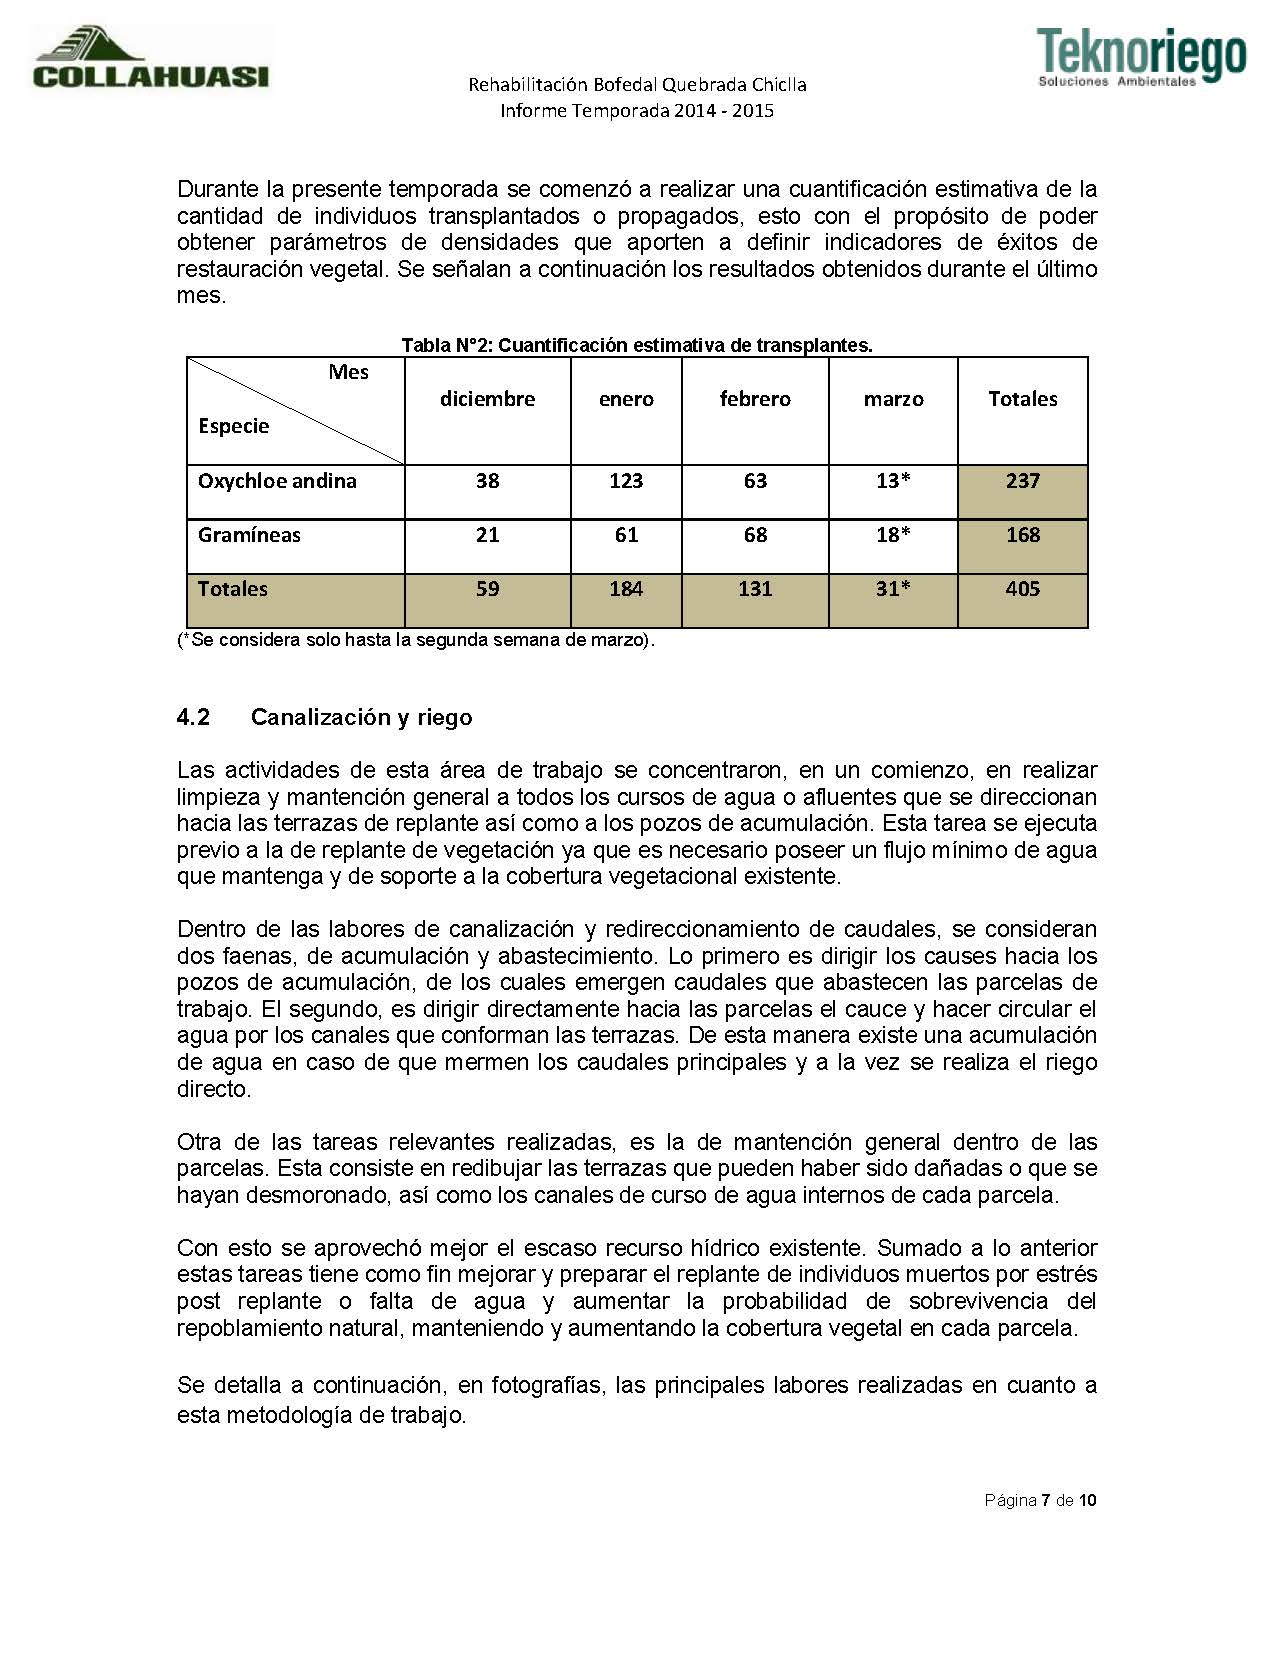 COLLAHUASI
Teknoriego
Soluciones Ambientales
Rehabilitación Bofedal Quebrada Chiclla
Informe Temporada 2014 - 2015
Durante la presente temporada se comenzó a realizar una cuantificación estimativa de la
cantidad de individuos transplantados o propagados, esto con el propósito de poder
obtener parámetros de densidades que aporten a definir indicadores de éxitos de
restauración vegetal. Se señalan a continuación los resultados obtenidos durante el último
mes.
Tabla N°2: Cuantificación estimativa de transplantes.
Mes
Especie
diciembre enero febrero marzo Totales
Oxychloe andina 38 123 63 13* 237
Gramíneas 21 61 68 18* 168
Totales 59 184 131 31* 405
(*Se considera solo hasta la segunda semana de marzo).
4.2 Canalización y riego
Las actividades de esta área de trabajo se concentraron, en un comienzo, en realizar
limpieza y mantención general a todos los cursos de agua o afluentes que se direccionan
hacia las terrazas de replante así como a los pozos de acumulación. Esta tarea se ejecuta
previo a la de replante de vegetación ya que es necesario poseer un flujo mínimo de agua
que mantenga y de soporte a la cobertura vegetacional existente.
Dentro de las labores de canalización y redireccionamiento de caudales, se consideran
dos faenas, de acumulación y abastecimiento. Lo primero es dirigir los causes hacia los
pozos de acumulación, de los cuales emergen caudales que abastecen las parcelas de
trabajo. El segundo, es dirigir directamente hacia las parcelas el cauce y hacer circular el
agua por los canales que conforman las terrazas. De esta manera existe una acumulación
de agua en caso de que mermen los caudales principales y a la vez se realiza el riego
directo.
Otra de las tareas relevantes realizadas, es la de mantención general dentro de las
parcelas. Esta consiste en redibujar las terrazas que pueden haber sido dañadas o que se
hayan desmoronado, así como los canales de curso de agua internos de cada parcela.
Con esto se aprovechó mejor el escaso recurso hídrico existente. Sumado a lo anterior
estas tareas tiene como fin mejorar y preparar el replante de individuos muertos por estrés
post replante o falta de agua y aumentar la probabilidad de sobrevivencia del
repoblamiento natural, manteniendo y aumentando la cobertura vegetal en cada parcela.
Se detalla a continuación, en fotografías, las principales labores realizadas en cuanto a
esta metodología de trabajo.
Página 7 de 10